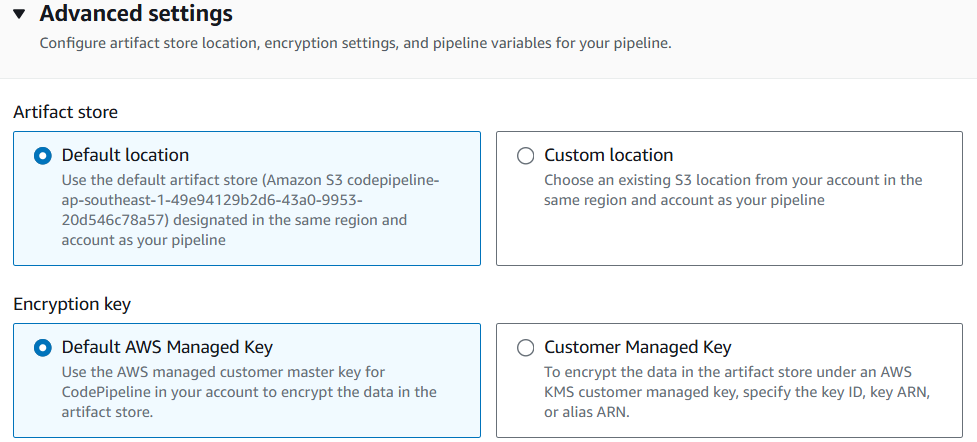 Advanced settings
Configure artifact store location, encryption settings, and pipeline variables for your pipeline.
Artifact store
Default location
Use the default artifact store (Amazon S3 codepipeline-
ap-southeast-1-49e94129b2d6-43a0-9953-
20d546c78a57) designated in the same region and
account as your pipeline
Custom location
Choose an existing S3 location from your account in the
same region and account as your pipeline
Encryption key
Default AWS Managed Key
Use the AWS managed customer master key for
CodePipeline in your account to encrypt the data in the
artifact store.
Customer Managed Key
To encrypt the data in the artifact store under an AWS
KMS customer managed key, specify the key ID, key ARN,
or alias ARN.